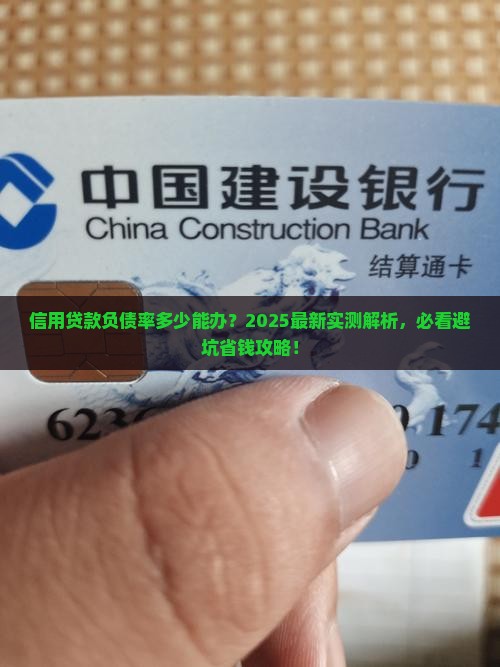 中国建设银行
China Construction Bank
结算通卡
信用贷款负债率多少能办？2025最新实测解析，必看避
坑省钱攻略！